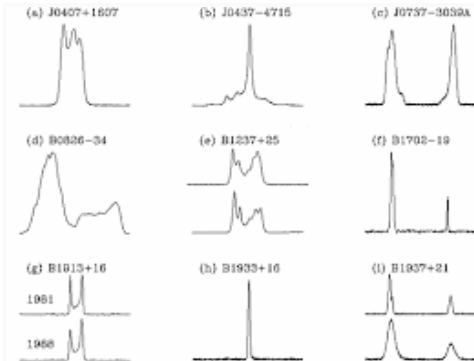 (a) J0407+1607
(b) J0437-4715
(c) J0737-3039A
(d) B0826-34
(e) B1237+25
(f) B1702-19
(g) B1913+16
1981
1988
(h) B1933+16
(i) B1937+21